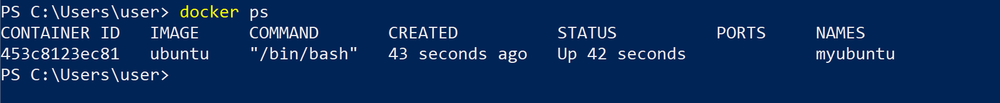 PS C:\Users\user> docker ps
CONTAINER ID   IMAGE     COMMAND       CREATED          STATUS          PORTS     NAMES
453c8123ec81   ubuntu    "/bin/bash"   43 seconds ago   Up 42 seconds             myubuntu
PS C:\Users\user>